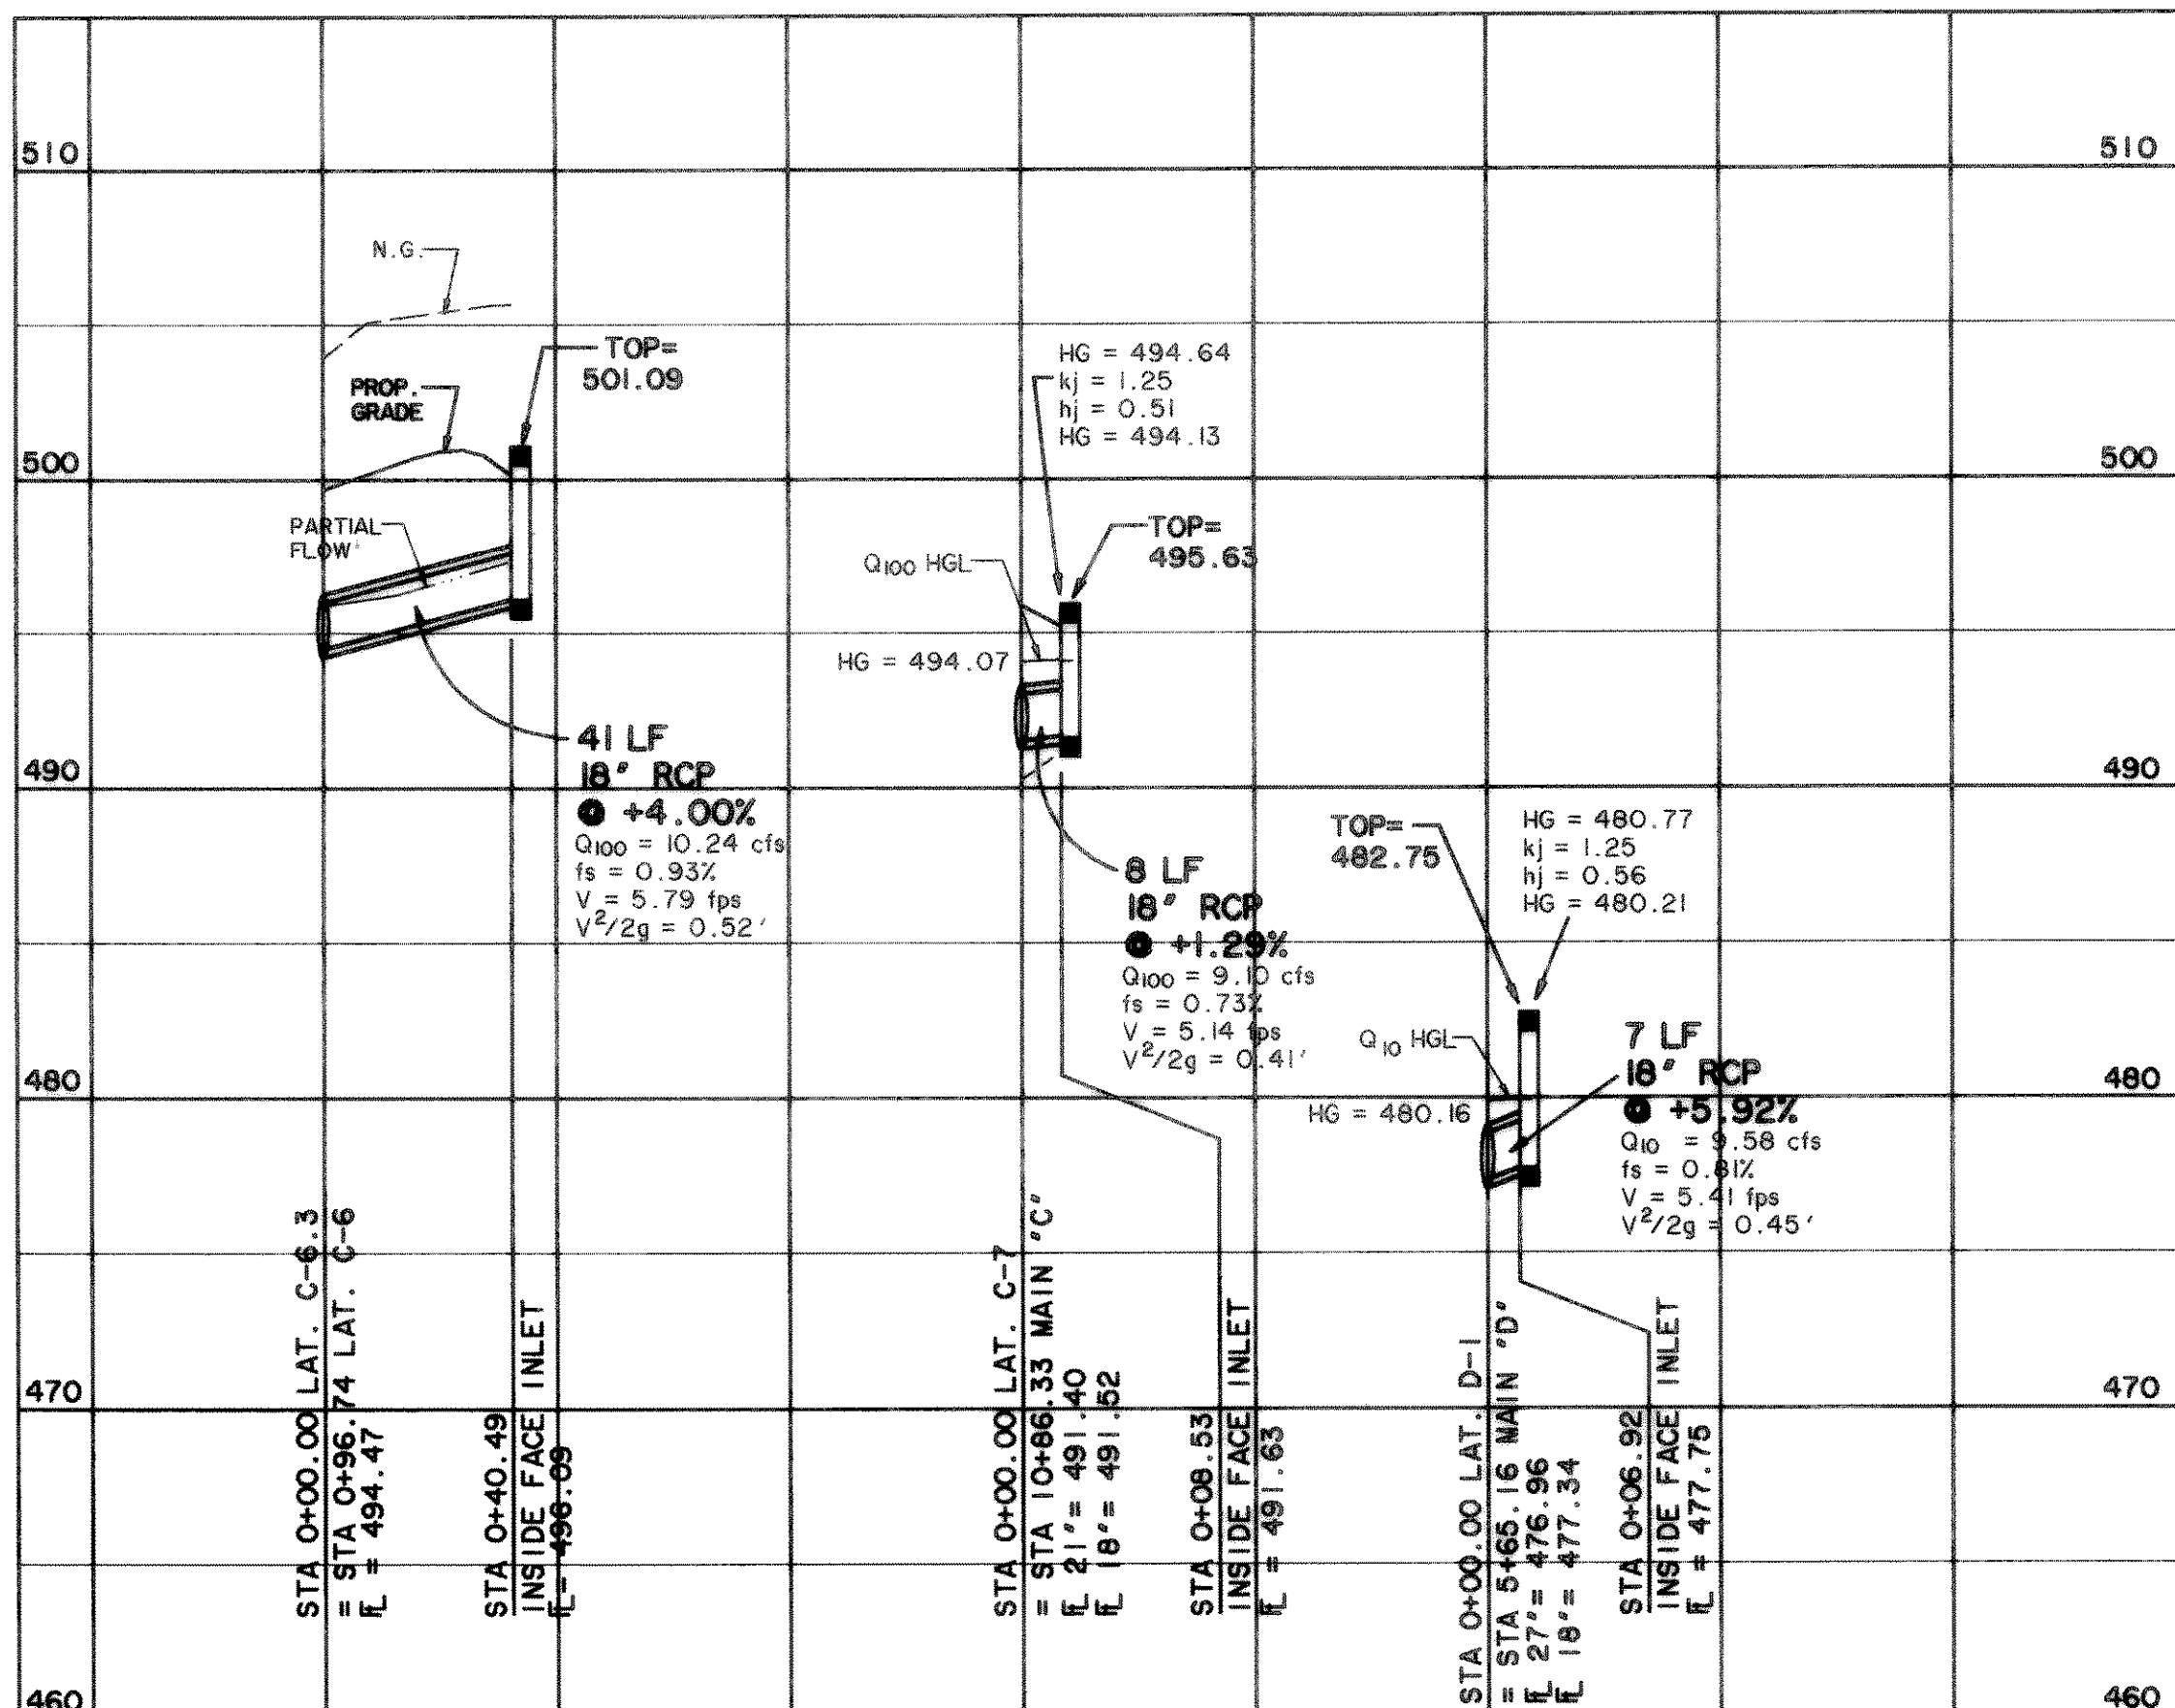 510
510
N.G.
TOP=
501.09
PROP.
GRADE
HG = 494.64
kj = 1.25
hj = 0.51
HG = 494.13
500
500
PARTIAL
FLOW
Q100 HGL
TOP=
495.63
HG = 494.07
41 LF
18" RCP
@ +4.00%
Q100 = 10.24 cfs
fs = 0.93%
V = 5.79 fps
V²/2g = 0.52'
490
490
8 LF
18" RCP
@ +1.29%
Q100 = 9.10 cfs
fs = 0.73%
V = 5.14 fps
V²/2g = 0.41'
TOP=
482.75
HG = 480.77
kj = 1.25
hj = 0.56
HG = 480.21
Q10 HGL
HG = 480.16
7 LF
18" RCP
@ +5.92%
Q10 = 9.58 cfs
fs = 0.81%
V = 5.41 fps
V²/2g = 0.45'
480
480
STA 0+00.00 LAT. C-6.3
= STA 0+96.74 LAT. C-6
FL = 494.47
STA 0+40.49
INSIDE FACE INLET
FL = 496.09
STA 0+00.00 LAT. C-7
= STA 10+86.33 MAIN "C"
FL 21"= 491.40
FL 18"= 491.52
STA 0+08.53
INSIDE FACE INLET
FL = 491.63
STA 0+00.00 LAT. D-1
= STA 5+65.16 MAIN "D"
FL 27"= 476.96
FL 18"= 477.34
STA 0+06.92
INSIDE FACE INLET
FL = 477.75
470
470
460
460